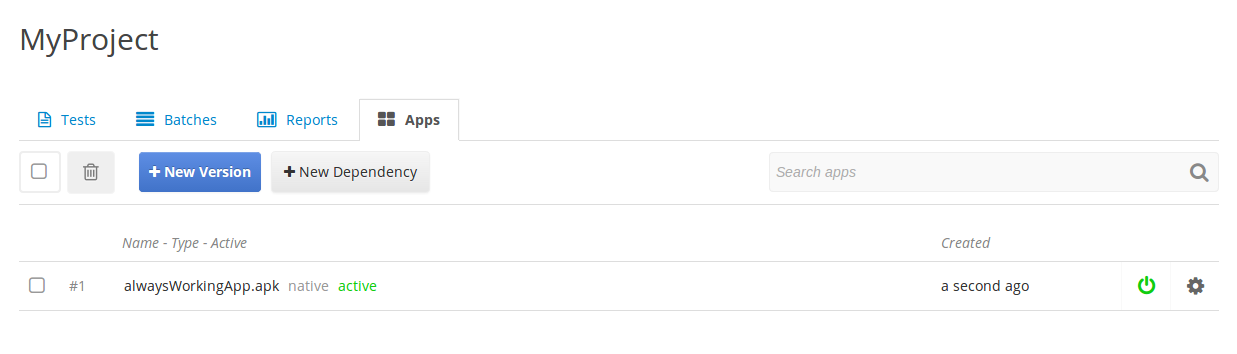 MyProject
Tests Batches Reports Apps
New Version New Dependency Search apps
Name - Type - Active Created
#1 alwaysWorkingApp.apk native active a second ago